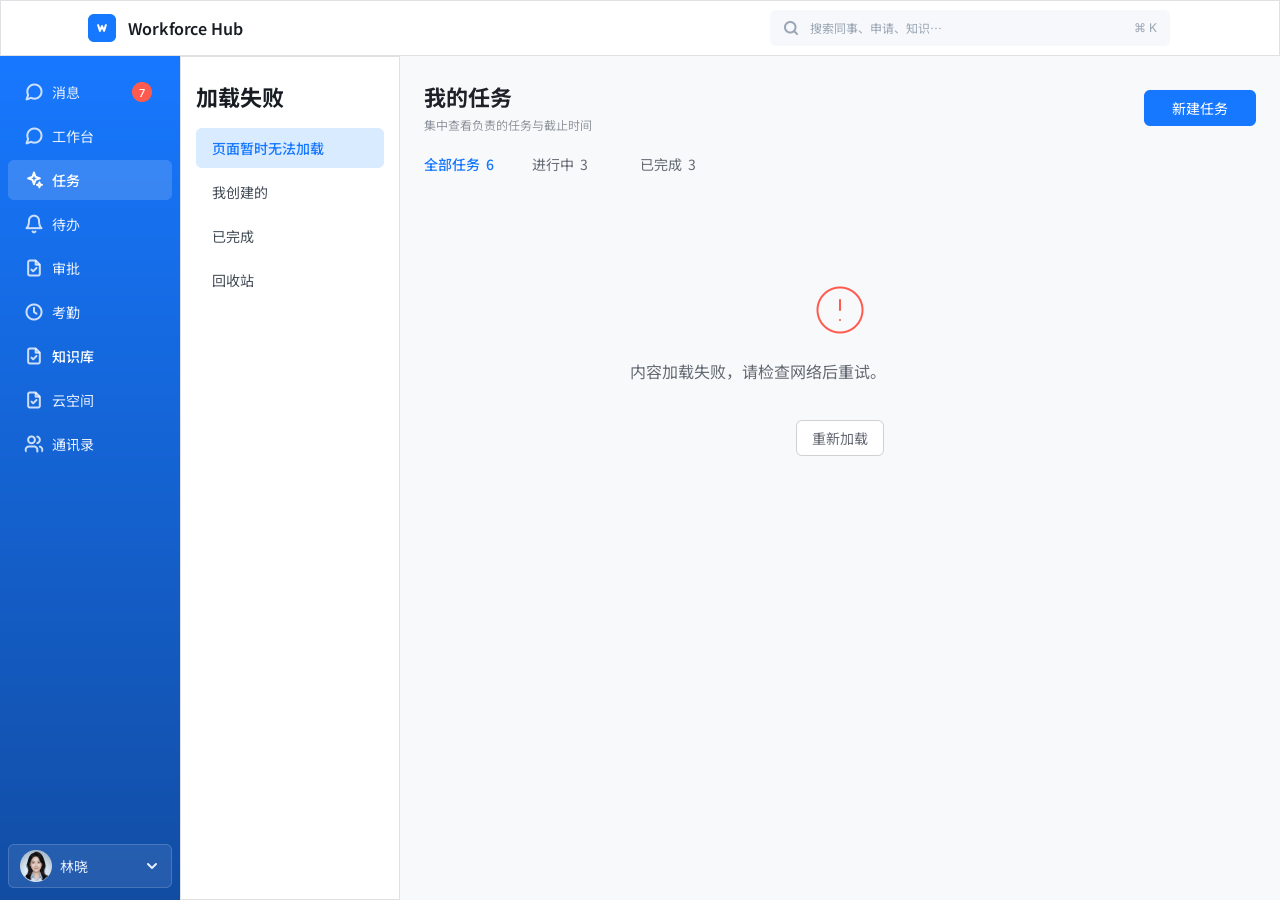 W Workforce Hub
搜索同事、申请、知识… ⌘ K
消息 7
工作台
任务
待办
审批
考勤
知识库
云空间
通讯录
林晓
加载失败
页面暂时无法加载
我创建的
已完成
回收站
我的任务
集中查看负责的任务与截止时间
新建任务
全部任务 6 进行中 3 已完成 3
内容加载失败，请检查网络后重试。
重新加载